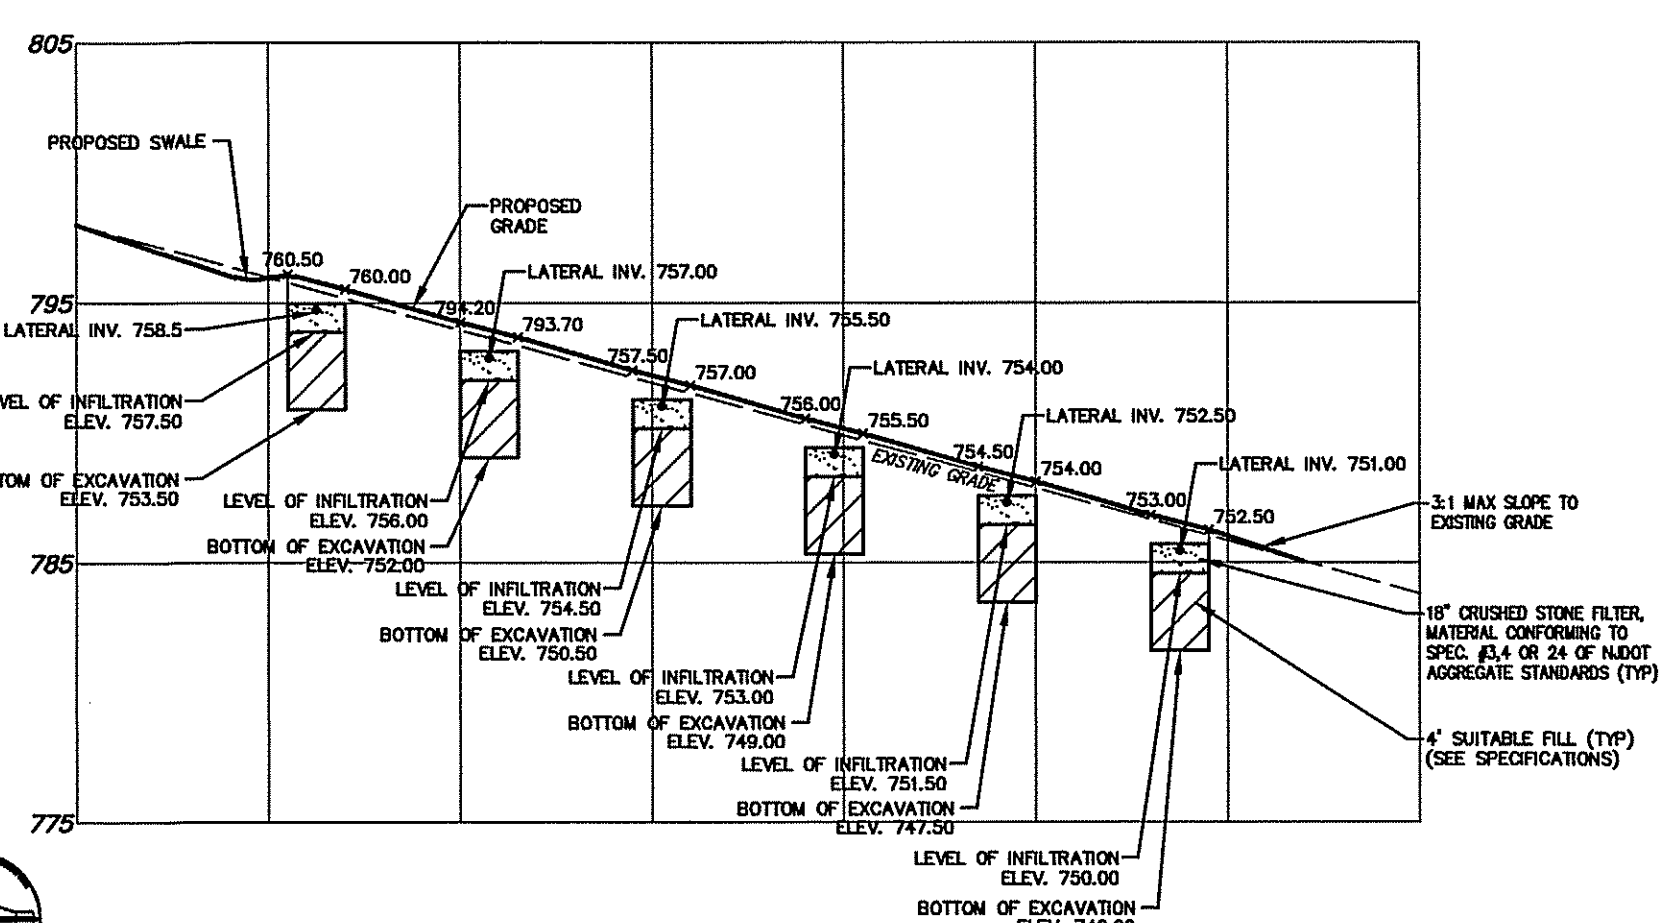 805
PROPOSED SWALE
PROPOSED
GRADE
760.50
760.00
LATERAL INV. 757.00
795
794.20
793.70
LATERAL INV. 755.50
LATERAL INV. 758.5
757.50
757.00
LATERAL INV. 754.00
VEL OF INFILTRATION
ELEV. 757.50
756.00
755.50
LATERAL INV. 752.50
EXISTING GRADE
754.50
754.00
LATERAL INV. 751.00
TOM OF EXCAVATION
ELEV. 753.50
LEVEL OF INFILTRATION
ELEV. 756.00
753.00
752.50
3:1 MAX SLOPE TO
EXISTING GRADE
BOTTOM OF EXCAVATION
ELEV. 752.00
785
LEVEL OF INFILTRATION
ELEV. 754.50
BOTTOM OF EXCAVATION
ELEV. 750.50
18" CRUSHED STONE FILTER,
MATERIAL CONFORMING TO
SPEC. #3,4 OR 24 OF NJDOT
AGGREGATE STANDARDS (TYP)
LEVEL OF INFILTRATION
ELEV. 753.00
BOTTOM OF EXCAVATION
ELEV. 749.00
4' SUITABLE FILL (TYP)
(SEE SPECIFICATIONS)
LEVEL OF INFILTRATION
ELEV. 751.50
BOTTOM OF EXCAVATION
ELEV. 747.50
775
LEVEL OF INFILTRATION
ELEV. 750.00
BOTTOM OF EXCAVATION